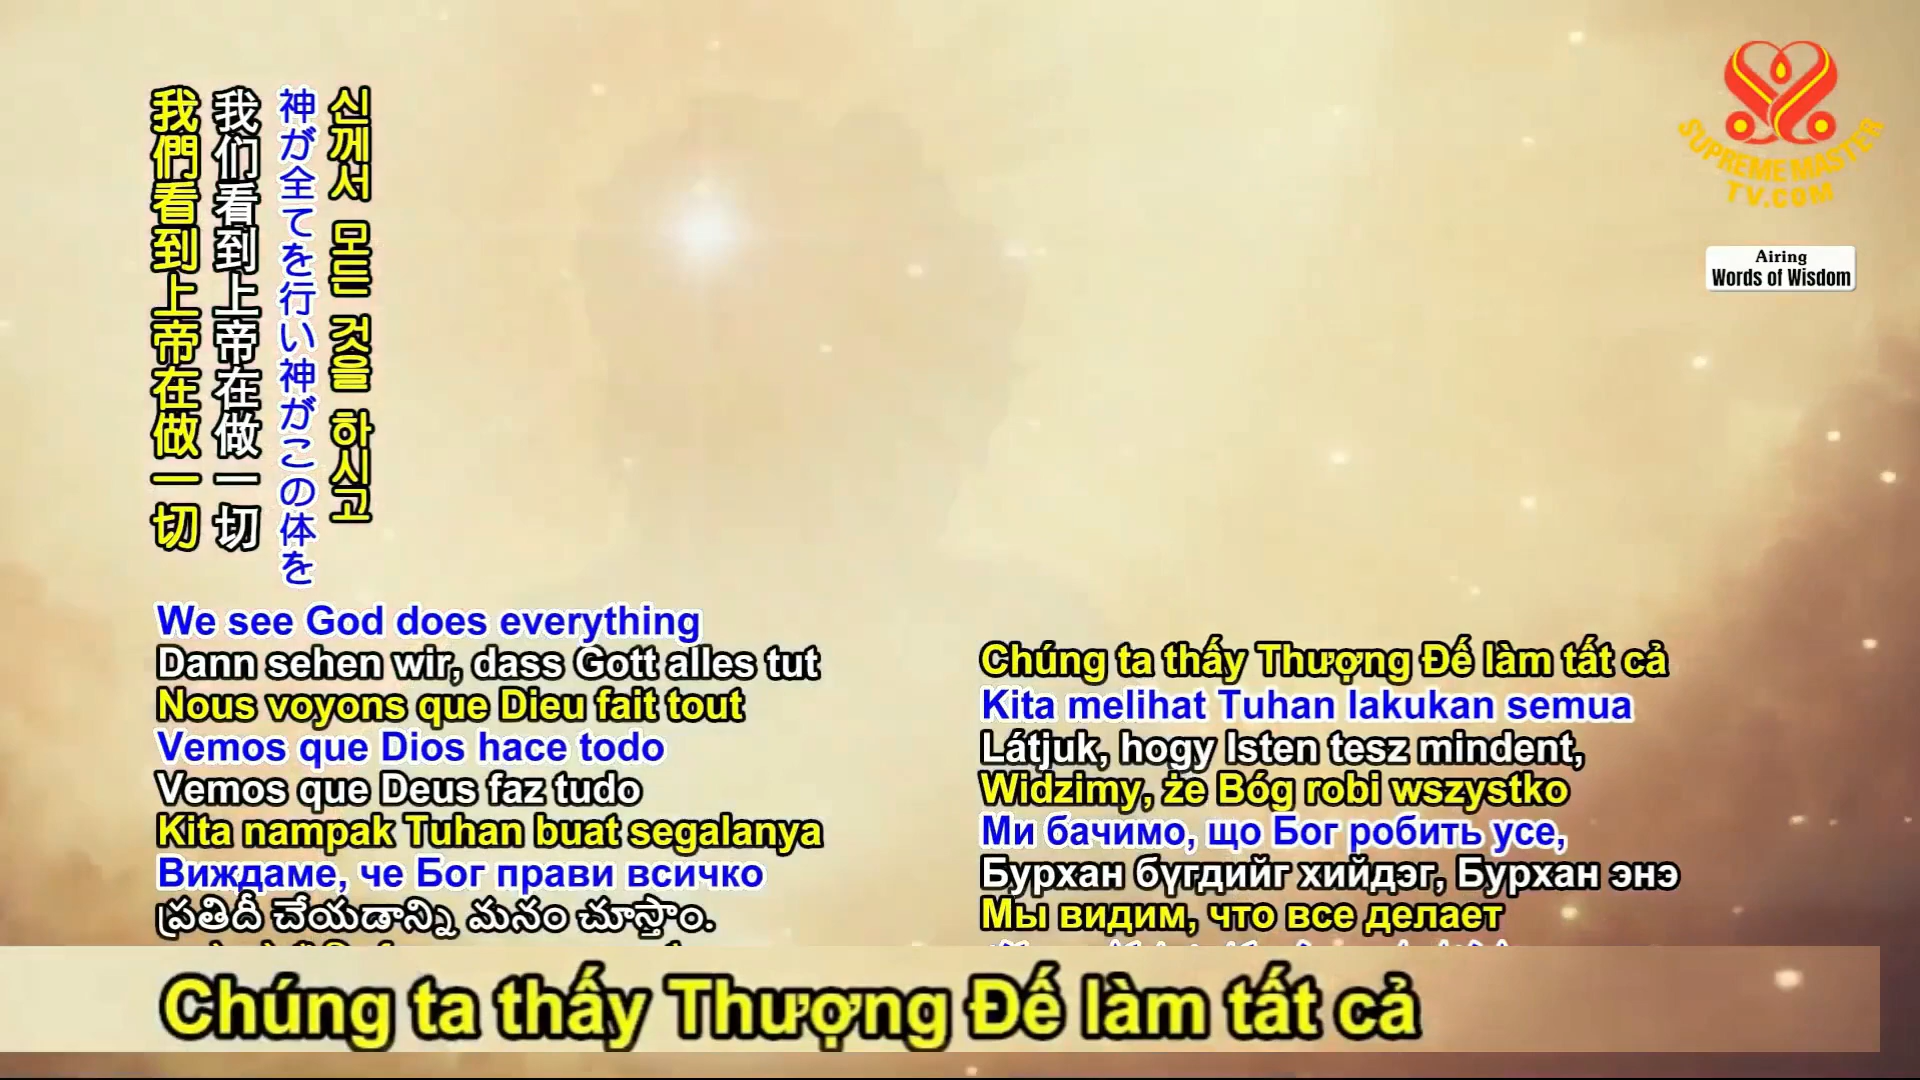 我們看到上帝在做一切
我们看到上帝在做一切
神が全てを行い神がこの体を
신께서 모든 것을 하시고
SUPREME MASTER
TV.COM
Airing
Words of Wisdom
We see God does everything
Dann sehen wir, dass Gott alles tut
Nous voyons que Dieu fait tout
Vemos que Dios hace todo
Vemos que Deus faz tudo
Kita nampak Tuhan buat segalanya
Виждаме, че Бог прави всичко
ప్రతిదీ చేయడాన్ని మనం చూస్తాం.
Chúng ta thấy Thượng Đế làm tất cả
Kita melihat Tuhan lakukan semua
Látjuk, hogy Isten tesz mindent,
Widzimy, że Bóg robi wszystko
Ми бачимо, що Бог робить усе,
Бурхан бүгдийг хийдэг, Бурхан энэ
Мы видим, что все делает
Chúng ta thấy Thượng Đế làm tất cả